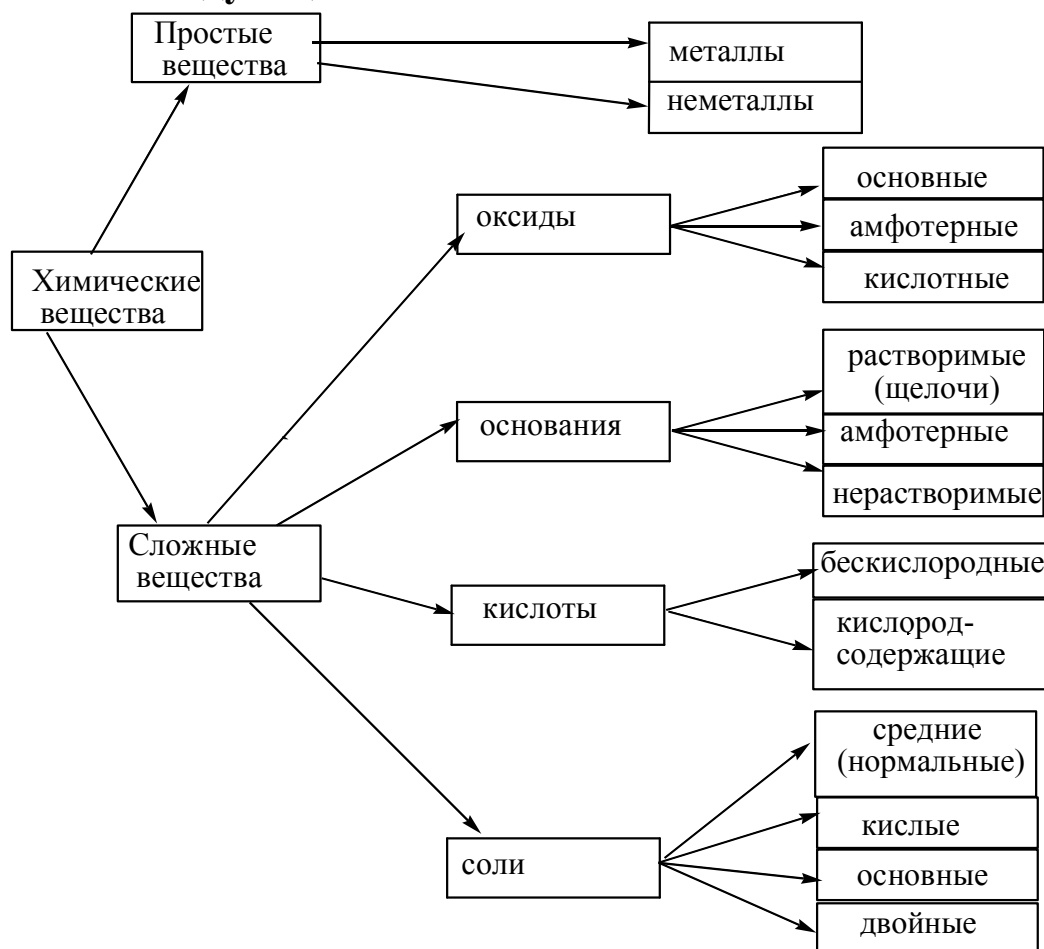 Простые
вещества
металлы
неметаллы
Химические
вещества
оксиды
основные
амфотерные
кислотные
основания
растворимые
(щелочи)
амфотерные
нерастворимые
Сложные
вещества
кислоты
бескислородные
кислород-
содержащие
соли
средние
(нормальные)
кислые
основные
двойные